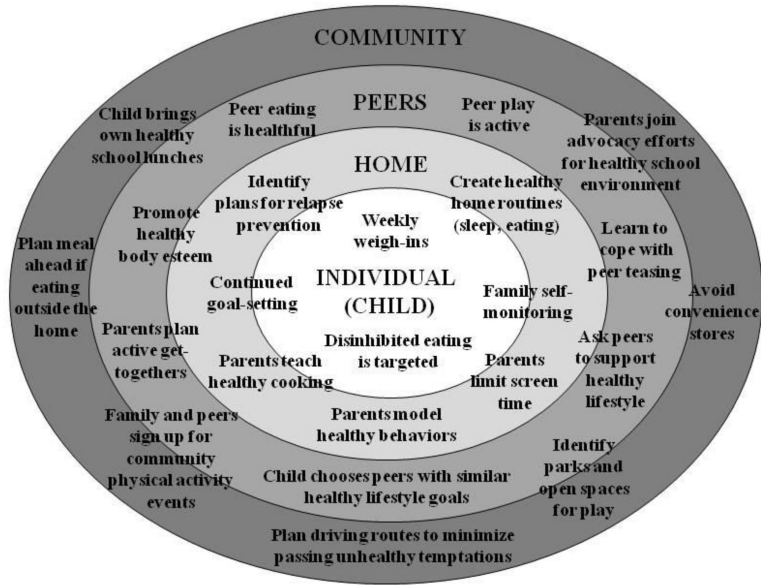 COMMUNITY
PEERS
Peer eating
is healthful
Peer play
is active
Child brings
own healthy
school lunches
Parents join
advocacy efforts
for healthy school
environment
HOME
Identify
plans for relapse
prevention
Create healthy
home routines
(sleep, eating)
Weekly
weigh-ins
Promote
healthy
body esteem
Learn to
cope with
peer teasing
Plan meal
ahead if
eating
outside the
home
Continued
goal-setting
INDIVIDUAL
(CHILD)
Family self-
monitoring
Avoid
convenience
stores
Parents plan
active get-
togethers
Disinhibited eating
is targeted
Ask peers
to support
healthy
lifestyle
Parents teach
healthy cooking
Parents
limit screen
time
Parents model
healthy behaviors
Family and peers
sign up for
community
physical activity
events
Identify
parks and
open spaces
for play
Child chooses peers with similar
healthy lifestyle goals
Plan driving routes to minimize
passing unhealthy temptations